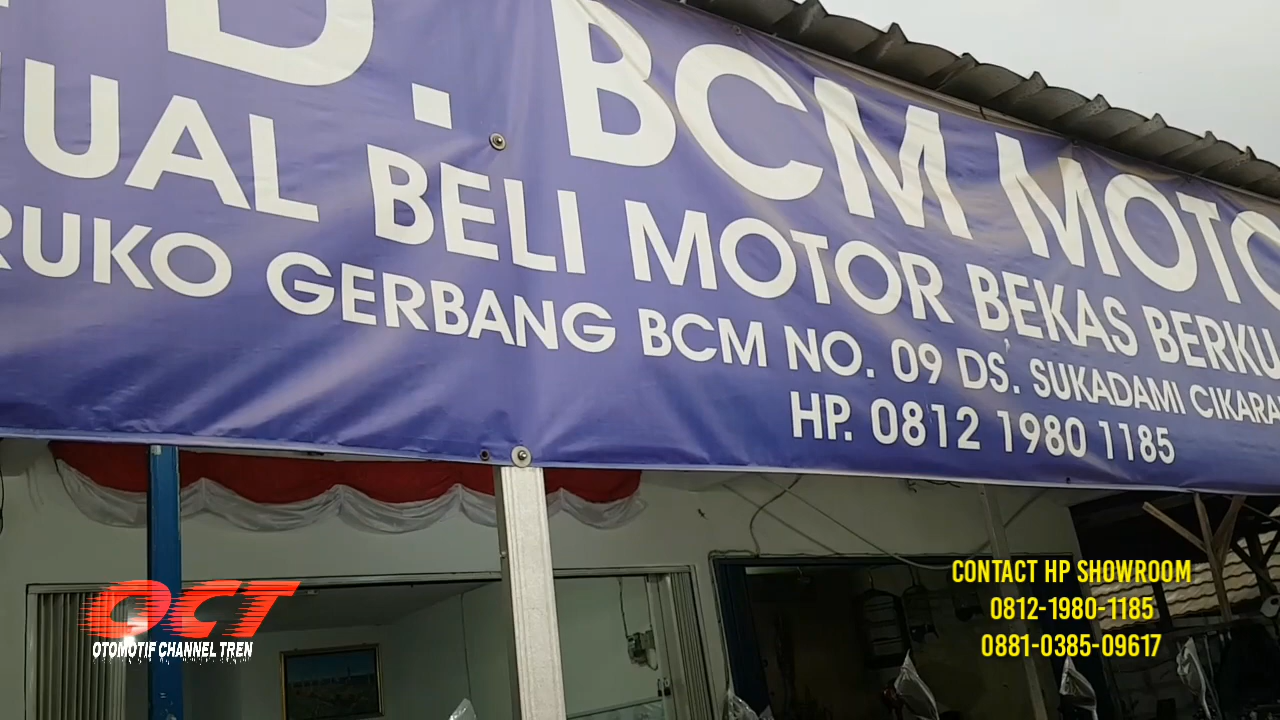 D. BCM MOTO
UAL BELI MOTOR BEKAS BERKU
RUKO GERBANG BCM NO. 09 DS. SUKADAMI CIKARA
HP. 0812 1980 1185
CONTACT HP SHOWROOM
0812-1980-1185
0881-0385-09617
OCT
OTOMOTIF CHANNEL TREN